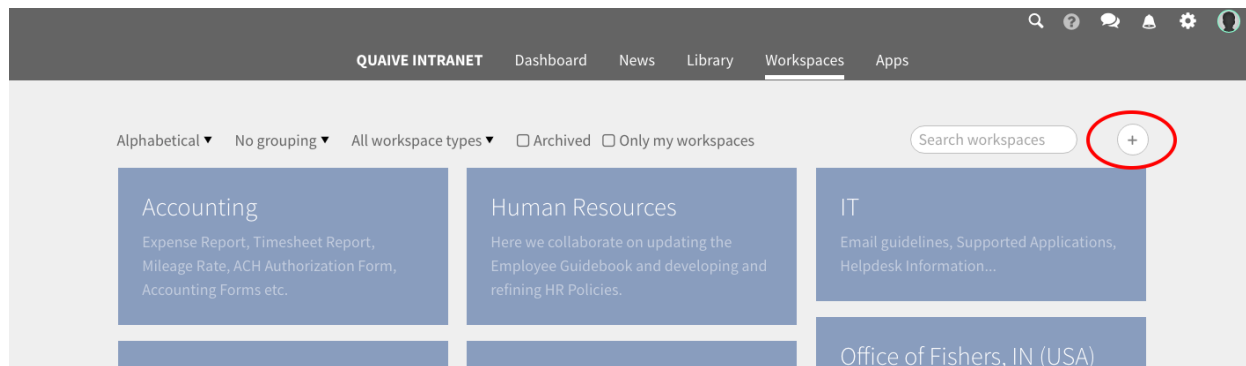 QUAIVE INTRANET Dashboard News Library Workspaces Apps
Alphabetical No grouping All workspace types Archived Only my workspaces Search workspaces +
Accounting
Expense Report, Timesheet Report,
Mileage Rate, ACH Authorization Form,
Accounting Forms etc.
Human Resources
Here we collaborate on updating the
Employee Guidebook and developing and
refining HR Policies.
IT
Email guidelines, Supported Applications,
Helpdesk Information...
Office of Fishers, IN (USA)